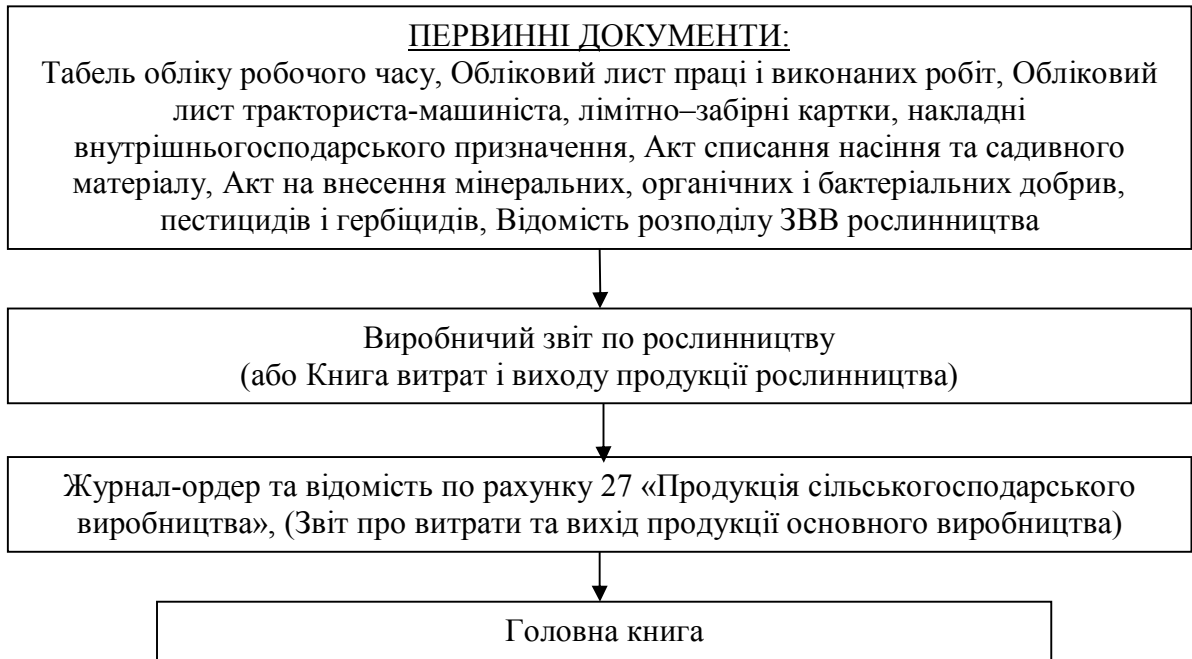 ПЕРВИННІ ДОКУМЕНТИ:
Табель обліку робочого часу, Обліковий лист праці і виконаних робіт, Обліковий
лист тракториста-машиніста, лімітно–забірні картки, накладні
внутрішньогосподарського призначення, Акт списання насіння та садивного
матеріалу, Акт на внесення мінеральних, органічних і бактеріальних добрив,
пестицидів і гербіцидів, Відомість розподілу ЗВВ рослинництва
Виробничий звіт по рослинництву
(або Книга витрат і виходу продукції рослинництва)
Журнал-ордер та відомість по рахунку 27 «Продукція сільськогосподарського
виробництва», (Звіт про витрати та вихід продукції основного виробництва)
Головна книга